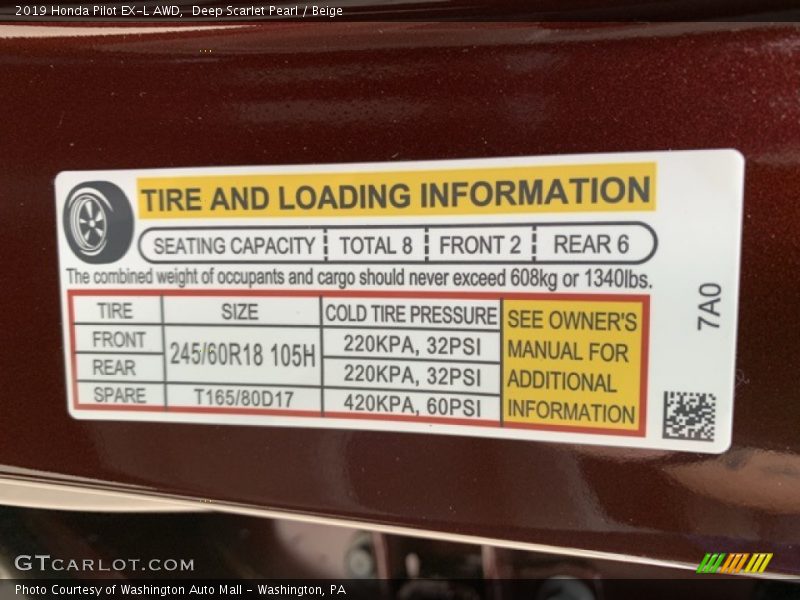 2019 Honda Pilot EX-L AWD,  Deep Scarlet Pearl / Beige
TIRE AND LOADING INFORMATION
SEATING CAPACITY TOTAL 8 FRONT 2 REAR 6
The combined weight of occupants and cargo should never exceed 608kg or 1340lbs.
TIRE SIZE COLD TIRE PRESSURE
FRONT 245/60R18 105H 220KPA, 32PSI
REAR 220KPA, 32PSI
SPARE T165/80D17 420KPA, 60PSI
SEE OWNER'S
MANUAL FOR
ADDITIONAL
INFORMATION
7A0
GTCARLOT.COM
Photo Courtesy of Washington Auto Mall - Washington, PA